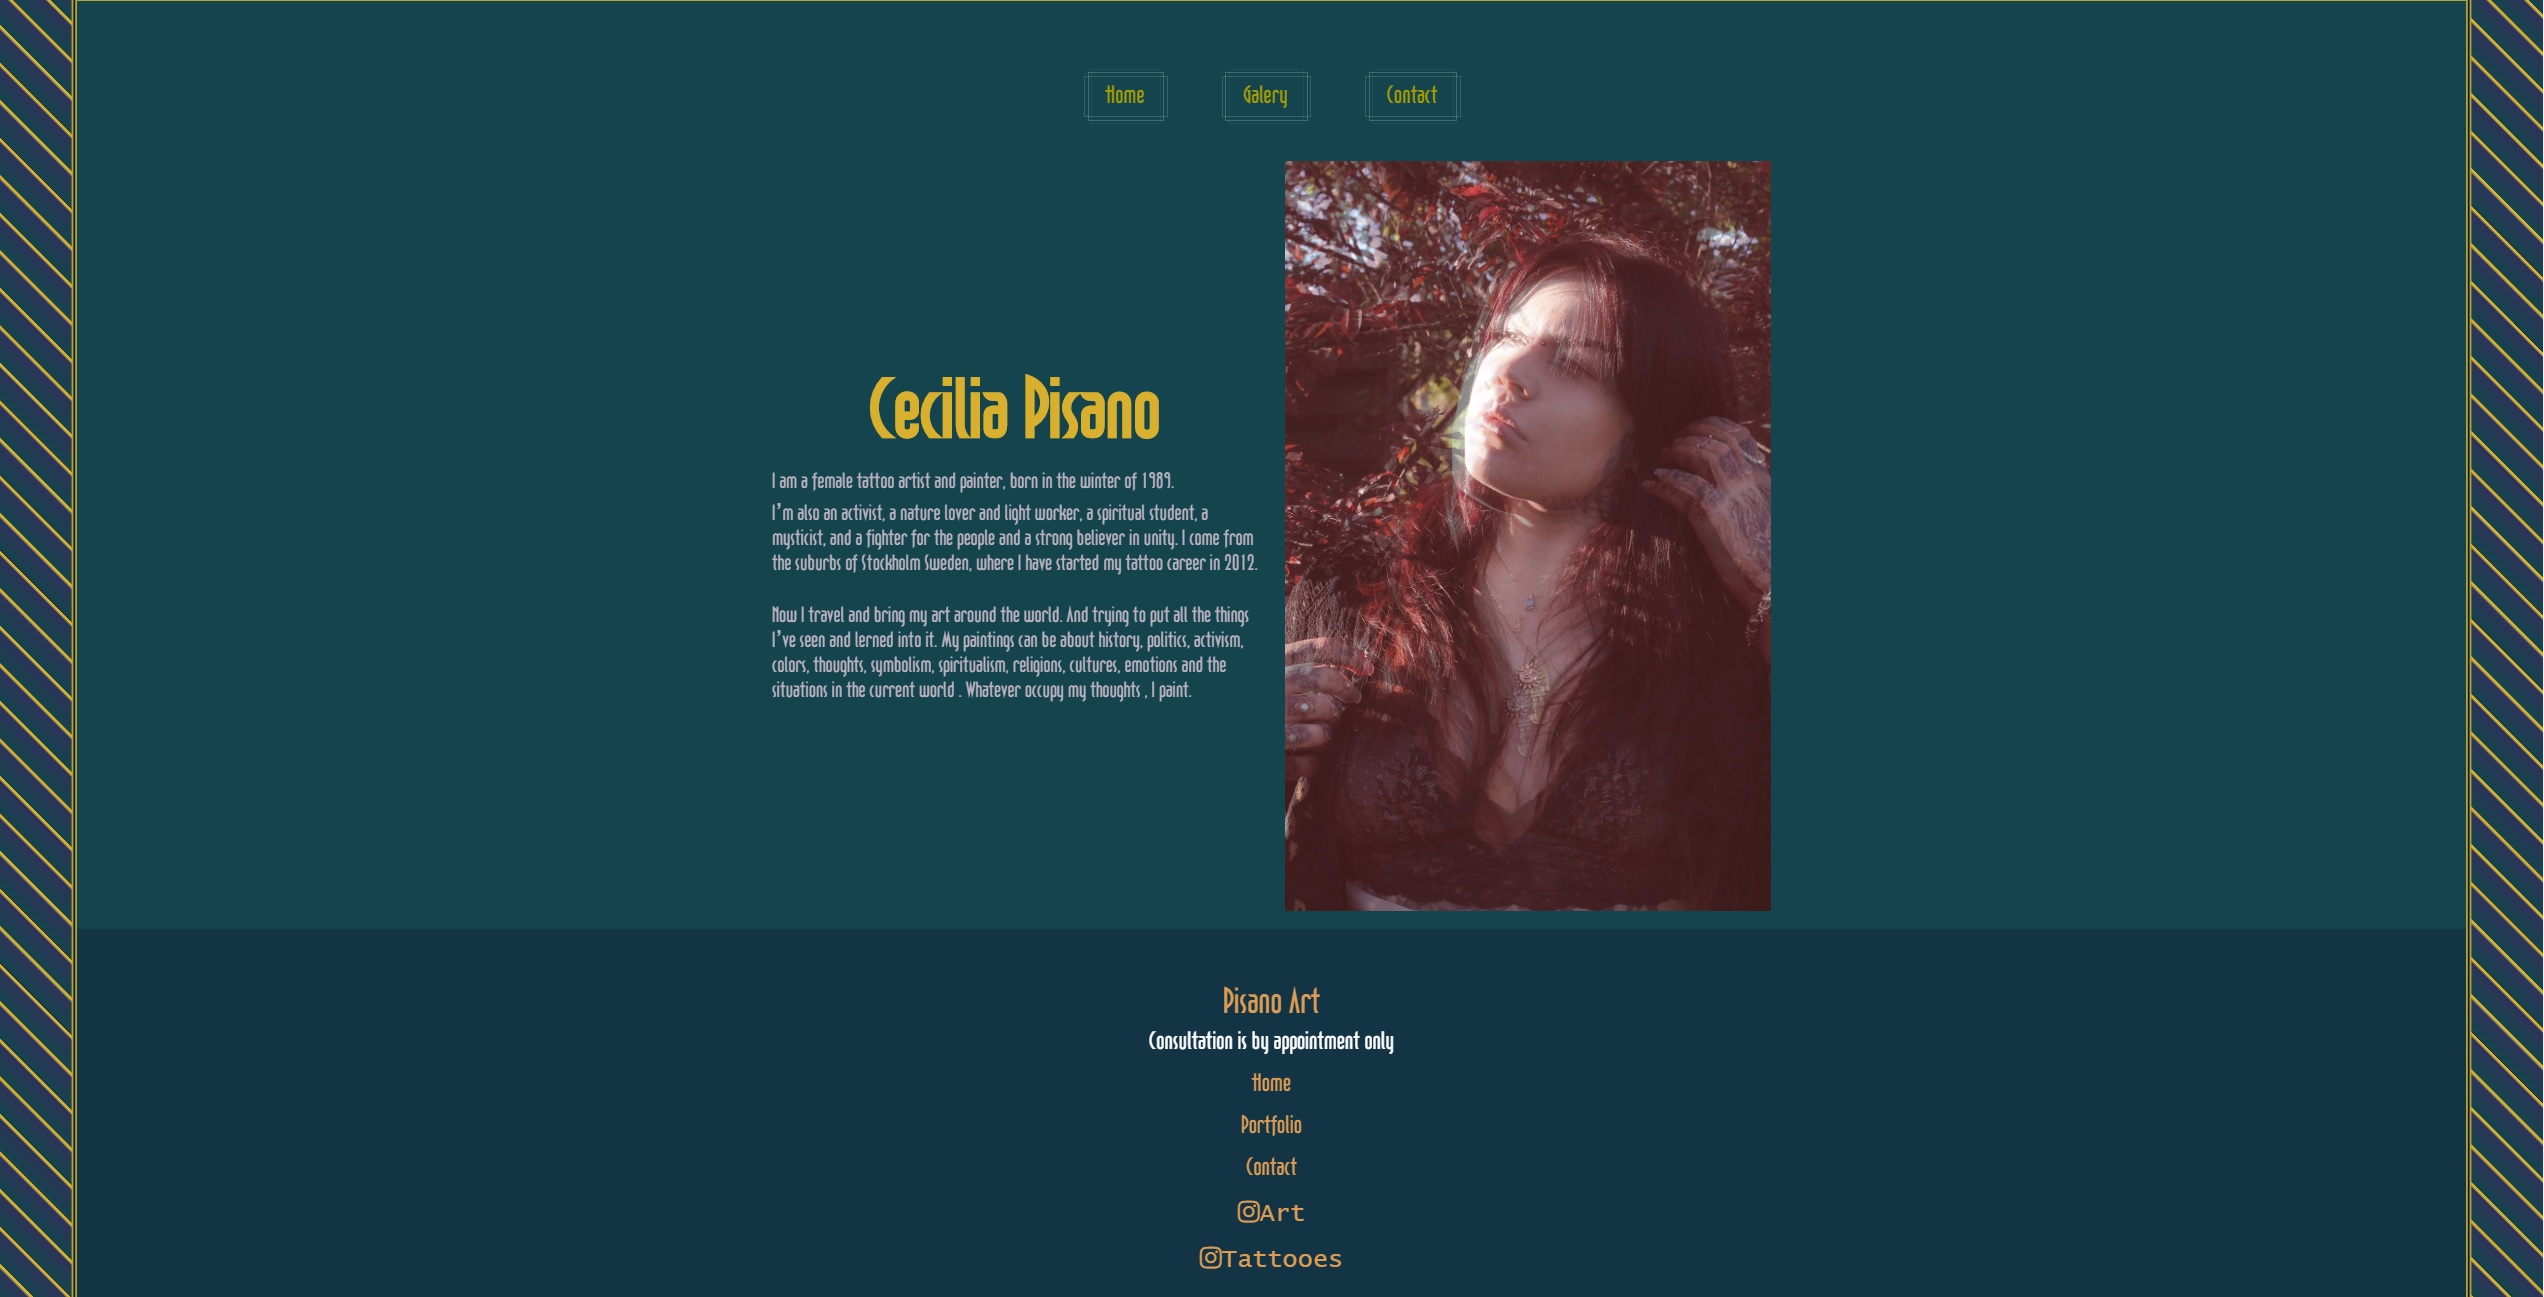 Home
Galery
Contact
Cecilia Pisano
I am a female tattoo artist and painter, born in the winter of 1989.
I'm also an activist, a nature lover and light worker, a spiritual student, a
mysticist, and a fighter for the people and a strong believer in unity. I come from
the suburbs of Stockholm Sweden, where I have started my tattoo career in 2012.
Now I travel and bring my art around the world. And trying to put all the things
I've seen and lerned into it. My paintings can be about history, politics, activism,
colors, thoughts, symbolism, spiritualism, religions, cultures, emotions and the
situations in the current world . Whatever occupy my thoughts , I paint.
Pisano Art
Consultation is by appointment only
Home
Portfolio
Contact
Art
Tattooes